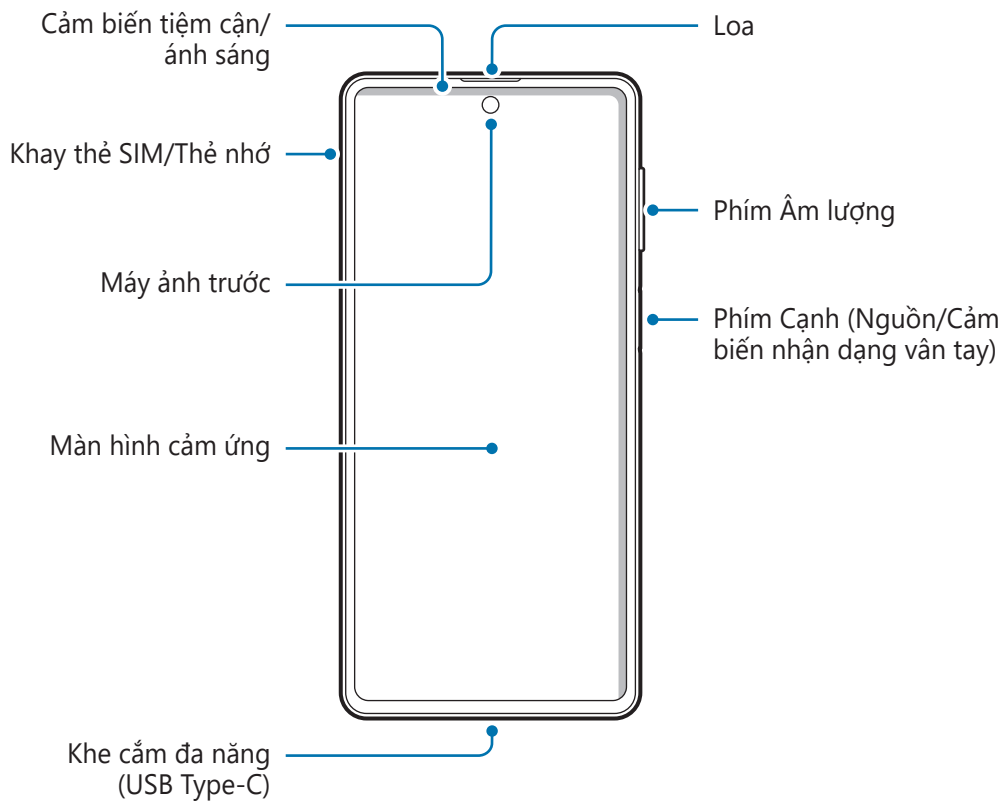 Cảm biến tiệm cận/
ánh sáng
Loa
Khay thẻ SIM/Thẻ nhớ
Phím Âm lượng
Máy ảnh trước
Phím Cạnh (Nguồn/Cảm
biến nhận dạng vân tay)
Màn hình cảm ứng
Khe cắm đa năng
(USB Type-C)